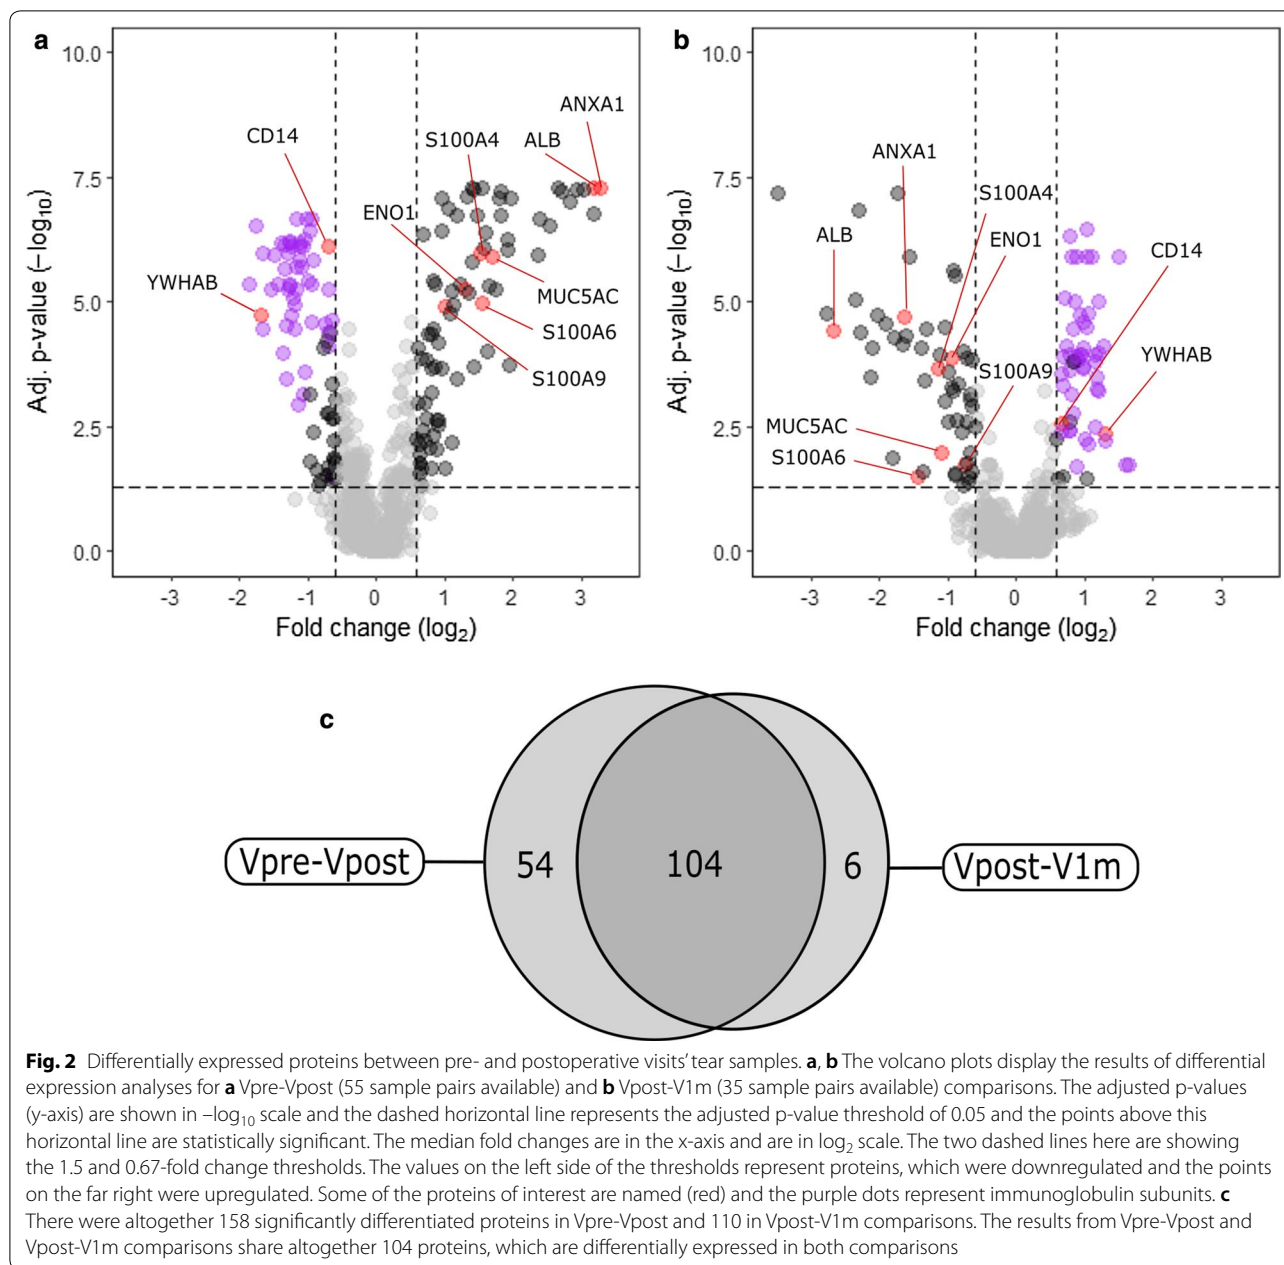 a
b
10.0
7.5
5.0
2.5
0.0
Adj. p-value (−log10)
-3
-2
-1
0
1
2
3
Fold change (log2)
ANXA1
CD14
S100A4
ALB
ENO1
YWHAB
MUC5AC
S100A6
S100A9
10.0
7.5
5.0
2.5
0.0
Adj. p-value (−log10)
-3
-2
-1
0
1
2
3
Fold change (log2)
ANXA1
S100A4
ALB
ENO1
CD14
YWHAB
S100A9
MUC5AC
S100A6
c
Vpre-Vpost
54
104
6
Vpost-V1m
Fig. 2 Differentially expressed proteins between pre- and postoperative visits’ tear samples. a, b The volcano plots display the results of differential
expression analyses for a Vpre-Vpost (55 sample pairs available) and b Vpost-V1m (35 sample pairs available) comparisons. The adjusted p-values
(y-axis) are shown in −log10 scale and the dashed horizontal line represents the adjusted p-value threshold of 0.05 and the points above this
horizontal line are statistically significant. The median fold changes are in the x-axis and are in log2 scale. The two dashed lines here are showing
the 1.5 and 0.67-fold change thresholds. The values on the left side of the thresholds represent proteins, which were downregulated and the points
on the far right were upregulated. Some of the proteins of interest are named (red) and the purple dots represent immunoglobulin subunits. c
There were altogether 158 significantly differentiated proteins in Vpre-Vpost and 110 in Vpost-V1m comparisons. The results from Vpre-Vpost and
Vpost-V1m comparisons share altogether 104 proteins, which are differentially expressed in both comparisons